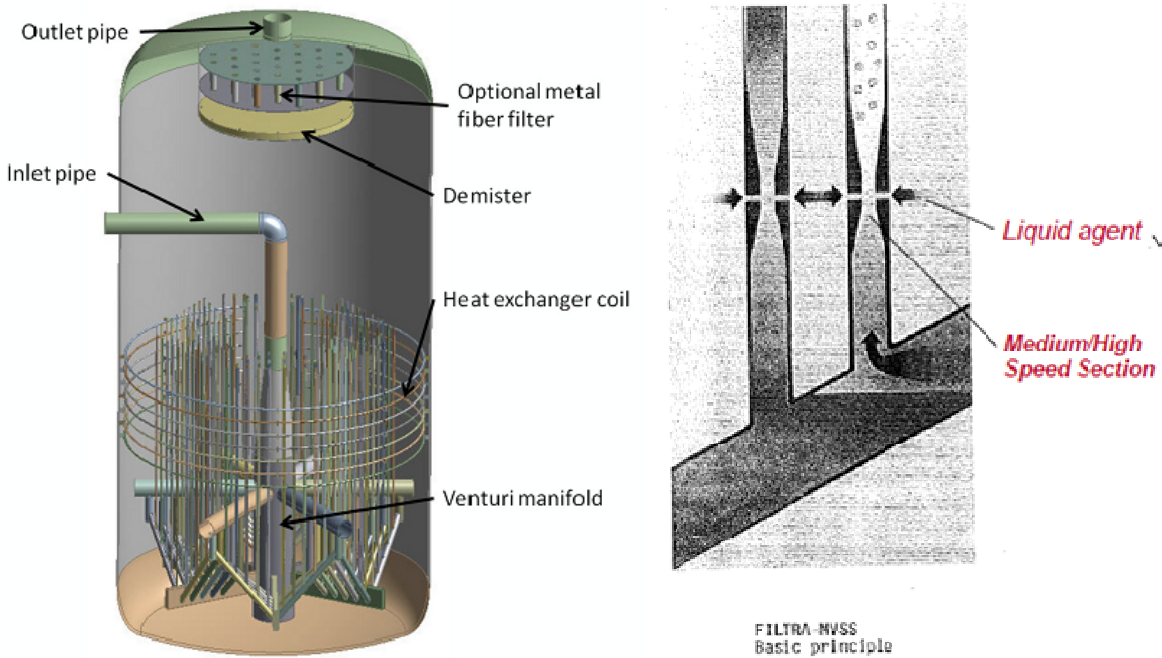 Outlet pipe
Optional metal
fiber filter
Inlet pipe
Demister
Liquid agent
Heat exchanger coil
Medium/High
Speed Section
Venturi manifold
FILTRA-MVSS
Basic principle